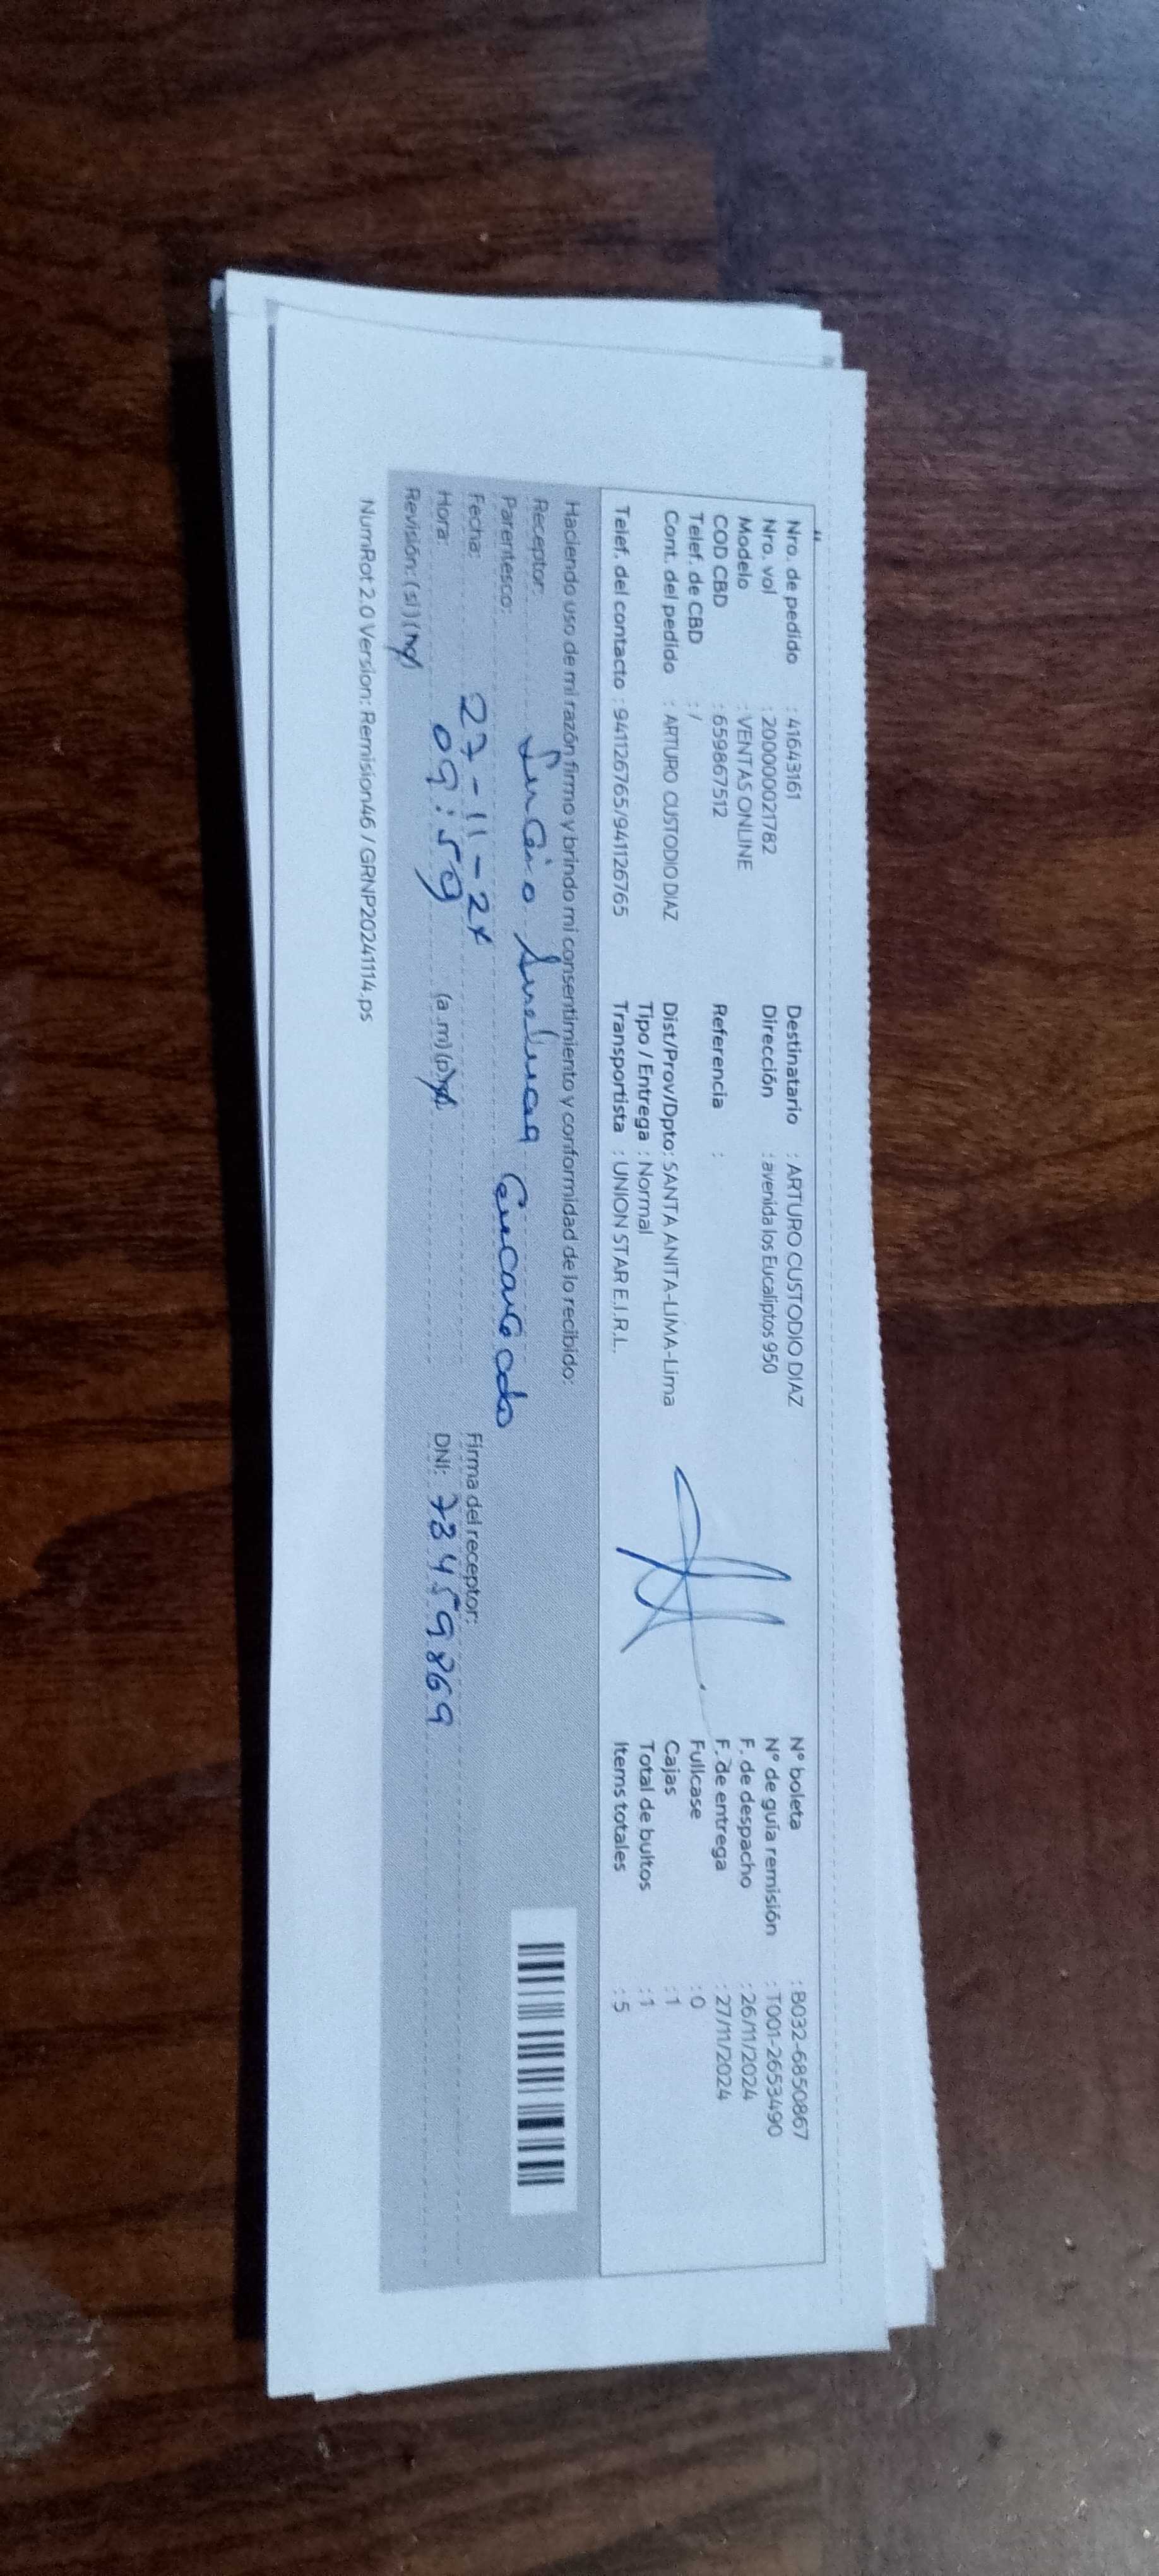 Nro. de pedido : 41643161
Nro. vol : 200000021782
Modelo : VENTAS ONLINE
COD CBD : 659867512
Telef. de CBD : /
Cont. del pedido : ARTURO CUSTODIO DIAZ
Telef. del contacto : 941126765/941126765
Destinatario : ARTURO CUSTODIO DIAZ
Dirección : avenida los Eucaliptos 950
Referencia :
Dist/Prov/Dpto: SANTA ANITA-LIMA-Lima
Tipo / Entrega : Normal
Transportista : UNION STAR E.I.R.L.
N° boleta : B032-6850867
N° de guía remisión : T001-2653490
F. de despacho : 26/11/2024
F. de entrega : 27/11/2024
Fullcase : 0
Cajas : 1
Total de bultos : 1
Items totales : 5
Haciendo uso de mi razón firmo y brindo mi consentimiento y conformidad de lo recibido:
Receptor:
Parentesco:
Fecha: 27-11-24
Hora: 09:59 (a.m)(p.m)
Revisión: (si) (no)
Firma del receptor:
DNI: 73459869
NumRot 2.0 Version: Remision46 / GRNP20241114.ps